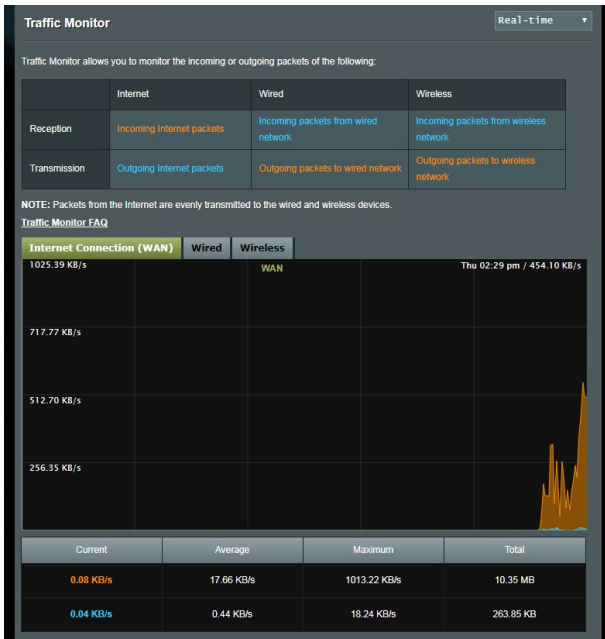 Traffic Monitor
Real-time
Traffic Monitor allows you to monitor the incoming or outgoing packets of the following:
Internet Wired Wireless
Reception Incoming Internet packets Incoming packets from wired network Incoming packets from wireless network
Transmission Outgoing Internet packets Outgoing packets to wired network Outgoing packets to wireless network
NOTE: Packets from the Internet are evenly transmitted to the wired and wireless devices.
Traffic Monitor FAQ
Internet Connection (WAN) Wired Wireless
1025.39 KB/s WAN Thu 02:29 pm / 454.10 KB/s
717.77 KB/s
512.70 KB/s
256.35 KB/s
Current Average Maximum Total
0.08 KB/s 17.66 KB/s 1013.22 KB/s 10.35 MB
0.04 KB/s 0.44 KB/s 18.24 KB/s 263.85 KB